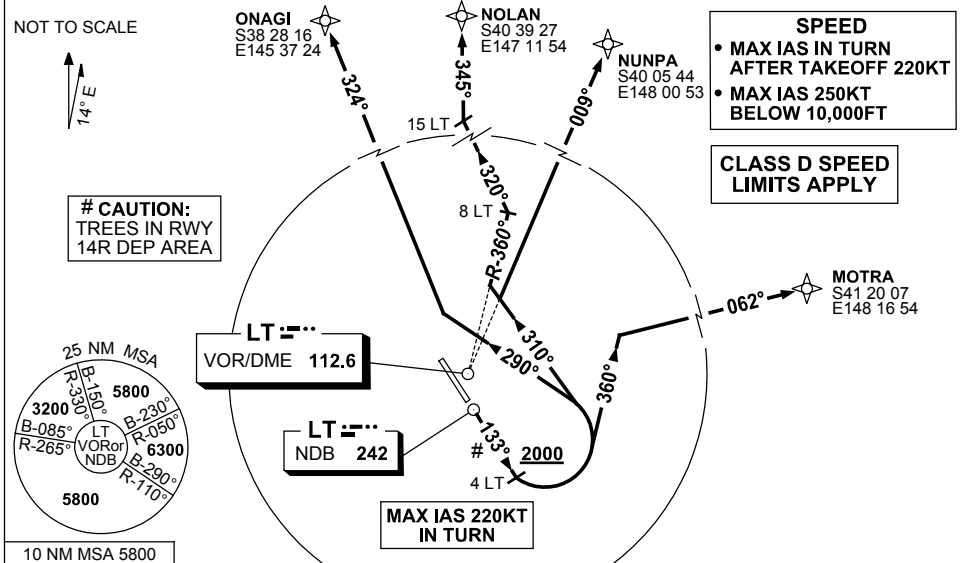 NOT TO SCALE
14° E
ONAGI
S38 28 16
E145 37 24
NOLAN
S40 39 27
E147 11 54
NUNPA
S40 05 44
E148 00 53
SPEED
• MAX IAS IN TURN
AFTER TAKEOFF 220KT
• MAX IAS 250KT
BELOW 10,000FT
CLASS D SPEED
LIMITS APPLY
324°
345°
009°
15 LT
320°
8 LT
R-360°
# CAUTION:
TREES IN RWY
14R DEP AREA
MOTRA
S41 20 07
E148 16 54
062°
LT
VOR/DME 112.6
310°
290°
360°
LT
NDB 242
133°
#
2000
4 LT
MAX IAS 220KT
IN TURN
25 NM MSA
B-150°
R-330°
5800
3200
B-230°
R-050°
B-085°
R-265°
LT
VORor
NDB
6300
B-290°
R-110°
5800
10 NM MSA 5800